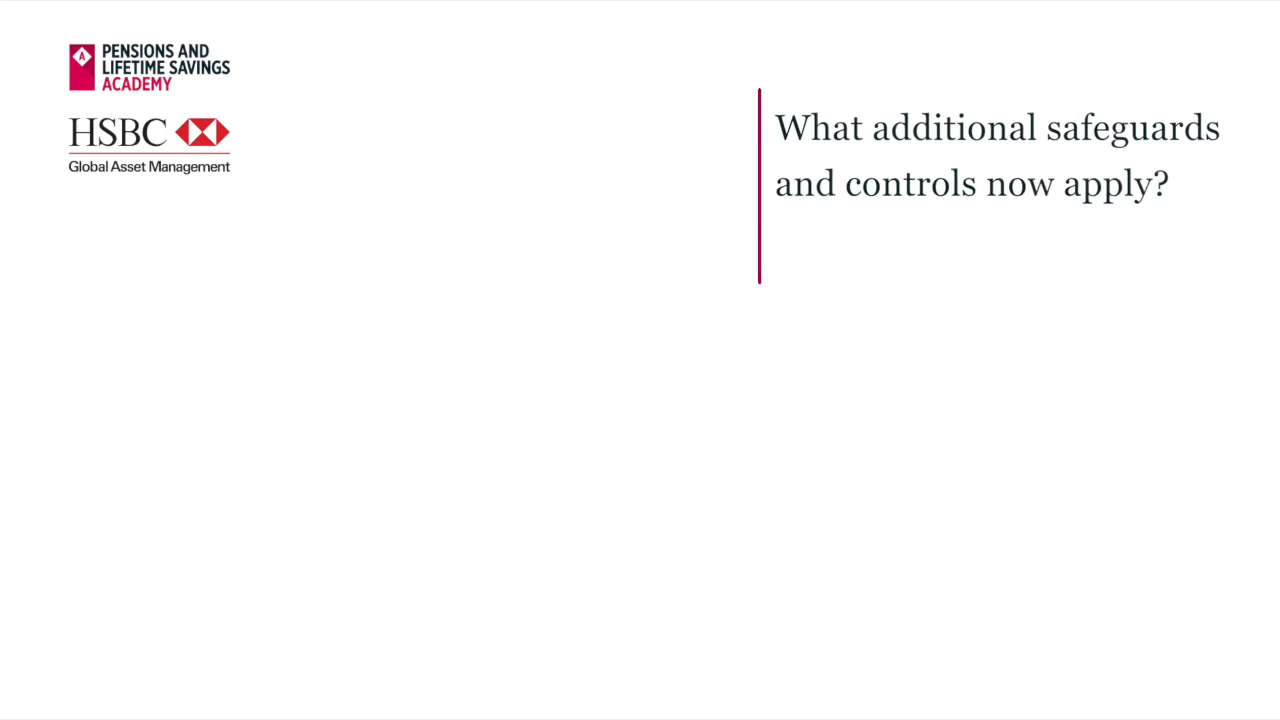 A
PENSIONS AND
LIFETIME SAVINGS
ACADEMY
HSBC
Global Asset Management
What additional safeguards
and controls now apply?